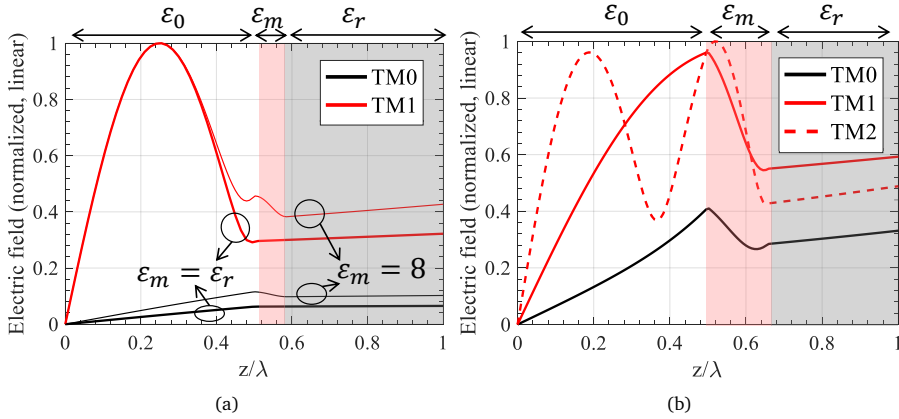 ε₀ εₘ εᵣ
Electric field (normalized, linear)
1
0.8
0.6
0.4
0.2
0
TM0
TM1
εₘ = εᵣ
εₘ = 8
0 0.2 0.4 0.6 0.8 1
z/λ
(a)
ε₀ εₘ εᵣ
Electric field (normalized, linear)
1
0.8
0.6
0.4
0.2
0
TM0
TM1
TM2
0 0.2 0.4 0.6 0.8 1
z/λ
(b)